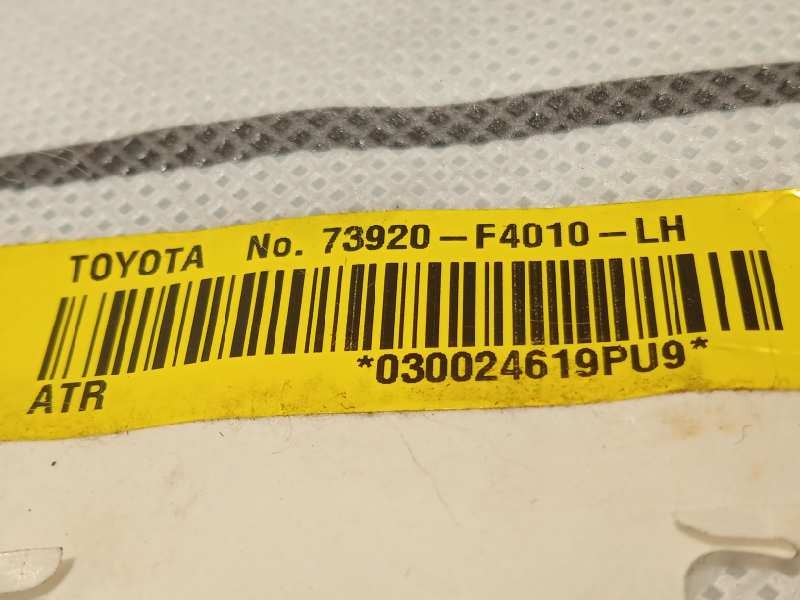 TOYOTA No. 73920-F4010-LH
*030024619PU9*
ATR